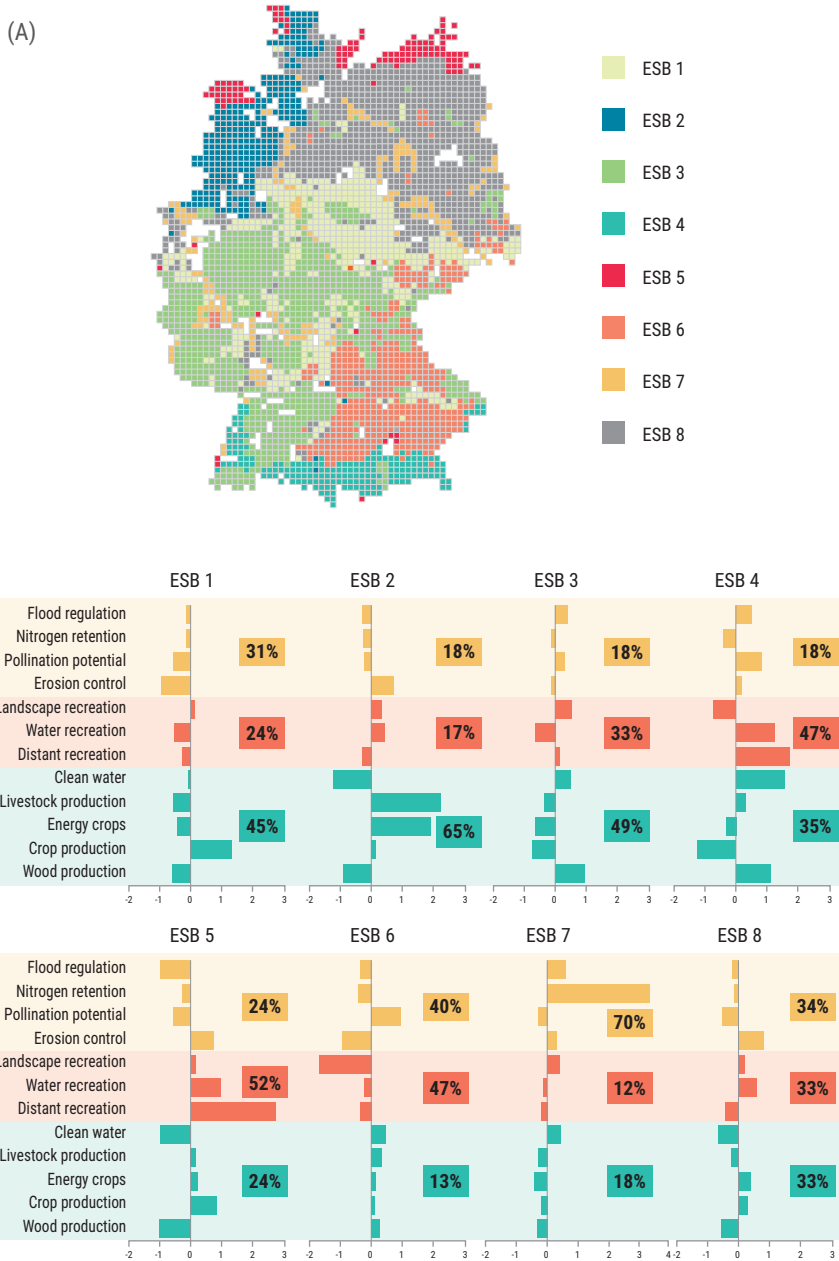 (A)
ESB 1
ESB 2
ESB 3
ESB 4
ESB 5
ESB 6
ESB 7
ESB 8
ESB 1 ESB 2 ESB 3 ESB 4
Flood regulation
Nitrogen retention
Pollination potential
Erosion control
31% 18% 18% 18%
Landscape recreation
Water recreation
Distant recreation
24% 17% 33% 47%
Clean water
Livestock production
Energy crops
Crop production
Wood production
45% 65% 49% 35%
-2 -1 0 1 2 3 -2 -1 0 1 2 3 -2 -1 0 1 2 3 -2 -1 0 1 2 3
ESB 5 ESB 6 ESB 7 ESB 8
Flood regulation
Nitrogen retention
Pollination potential
Erosion control
24% 40% 70% 34%
Landscape recreation
Water recreation
Distant recreation
52% 47% 12% 33%
Clean water
Livestock production
Energy crops
Crop production
Wood production
24% 13% 18% 33%
-2 -1 0 1 2 3 -2 -1 0 1 2 3 -2 -1 0 1 2 3 4 -2 -1 0 1 2 3